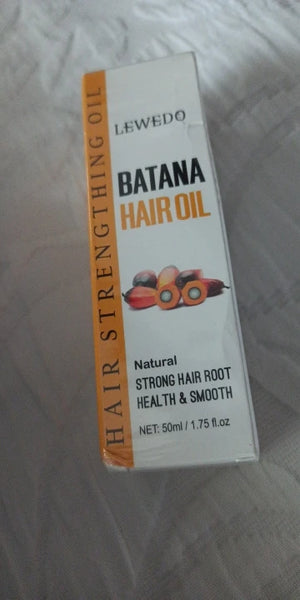 LEWEDO
BATANA
HAIR OIL
Natural
STRONG HAIR ROOT
HEALTH & SMOOTH
NET: 50ml / 1.75 fl.oz
HAIR STRENGTHING OIL